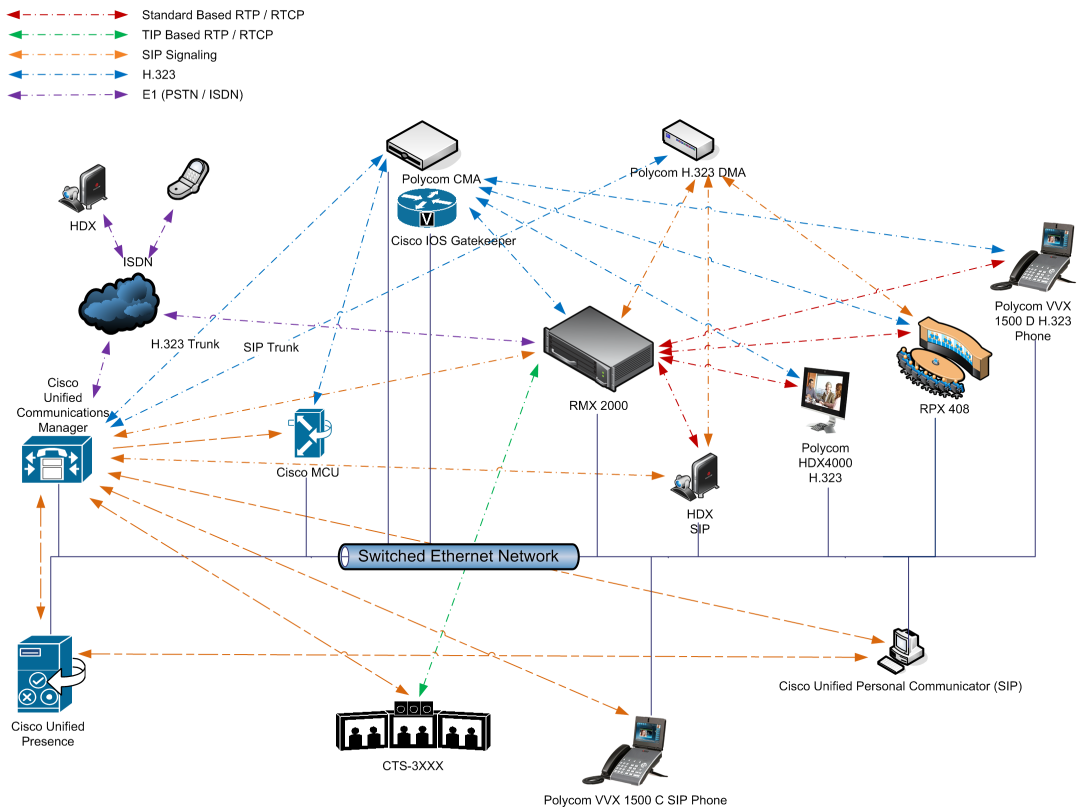 Standard Based RTP / RTCP
TIP Based RTP / RTCP
SIP Signaling
H.323
E1 (PSTN / ISDN)
Polycom CMA
Polycom H.323 DMA
HDX
Cisco IOS Gatekeeper
ISDN
Polycom VVX
1500 D H.323
Phone
H.323 Trunk
SIP Trunk
Cisco
Unified
Communications
Manager
RMX 2000
RPX 408
Polycom
HDX4000
H.323
Cisco MCU
HDX
SIP
Switched Ethernet Network
Cisco Unified Personal Communicator (SIP)
Cisco Unified
Presence
CTS-3XXX
Polycom VVX 1500 C SIP Phone
V